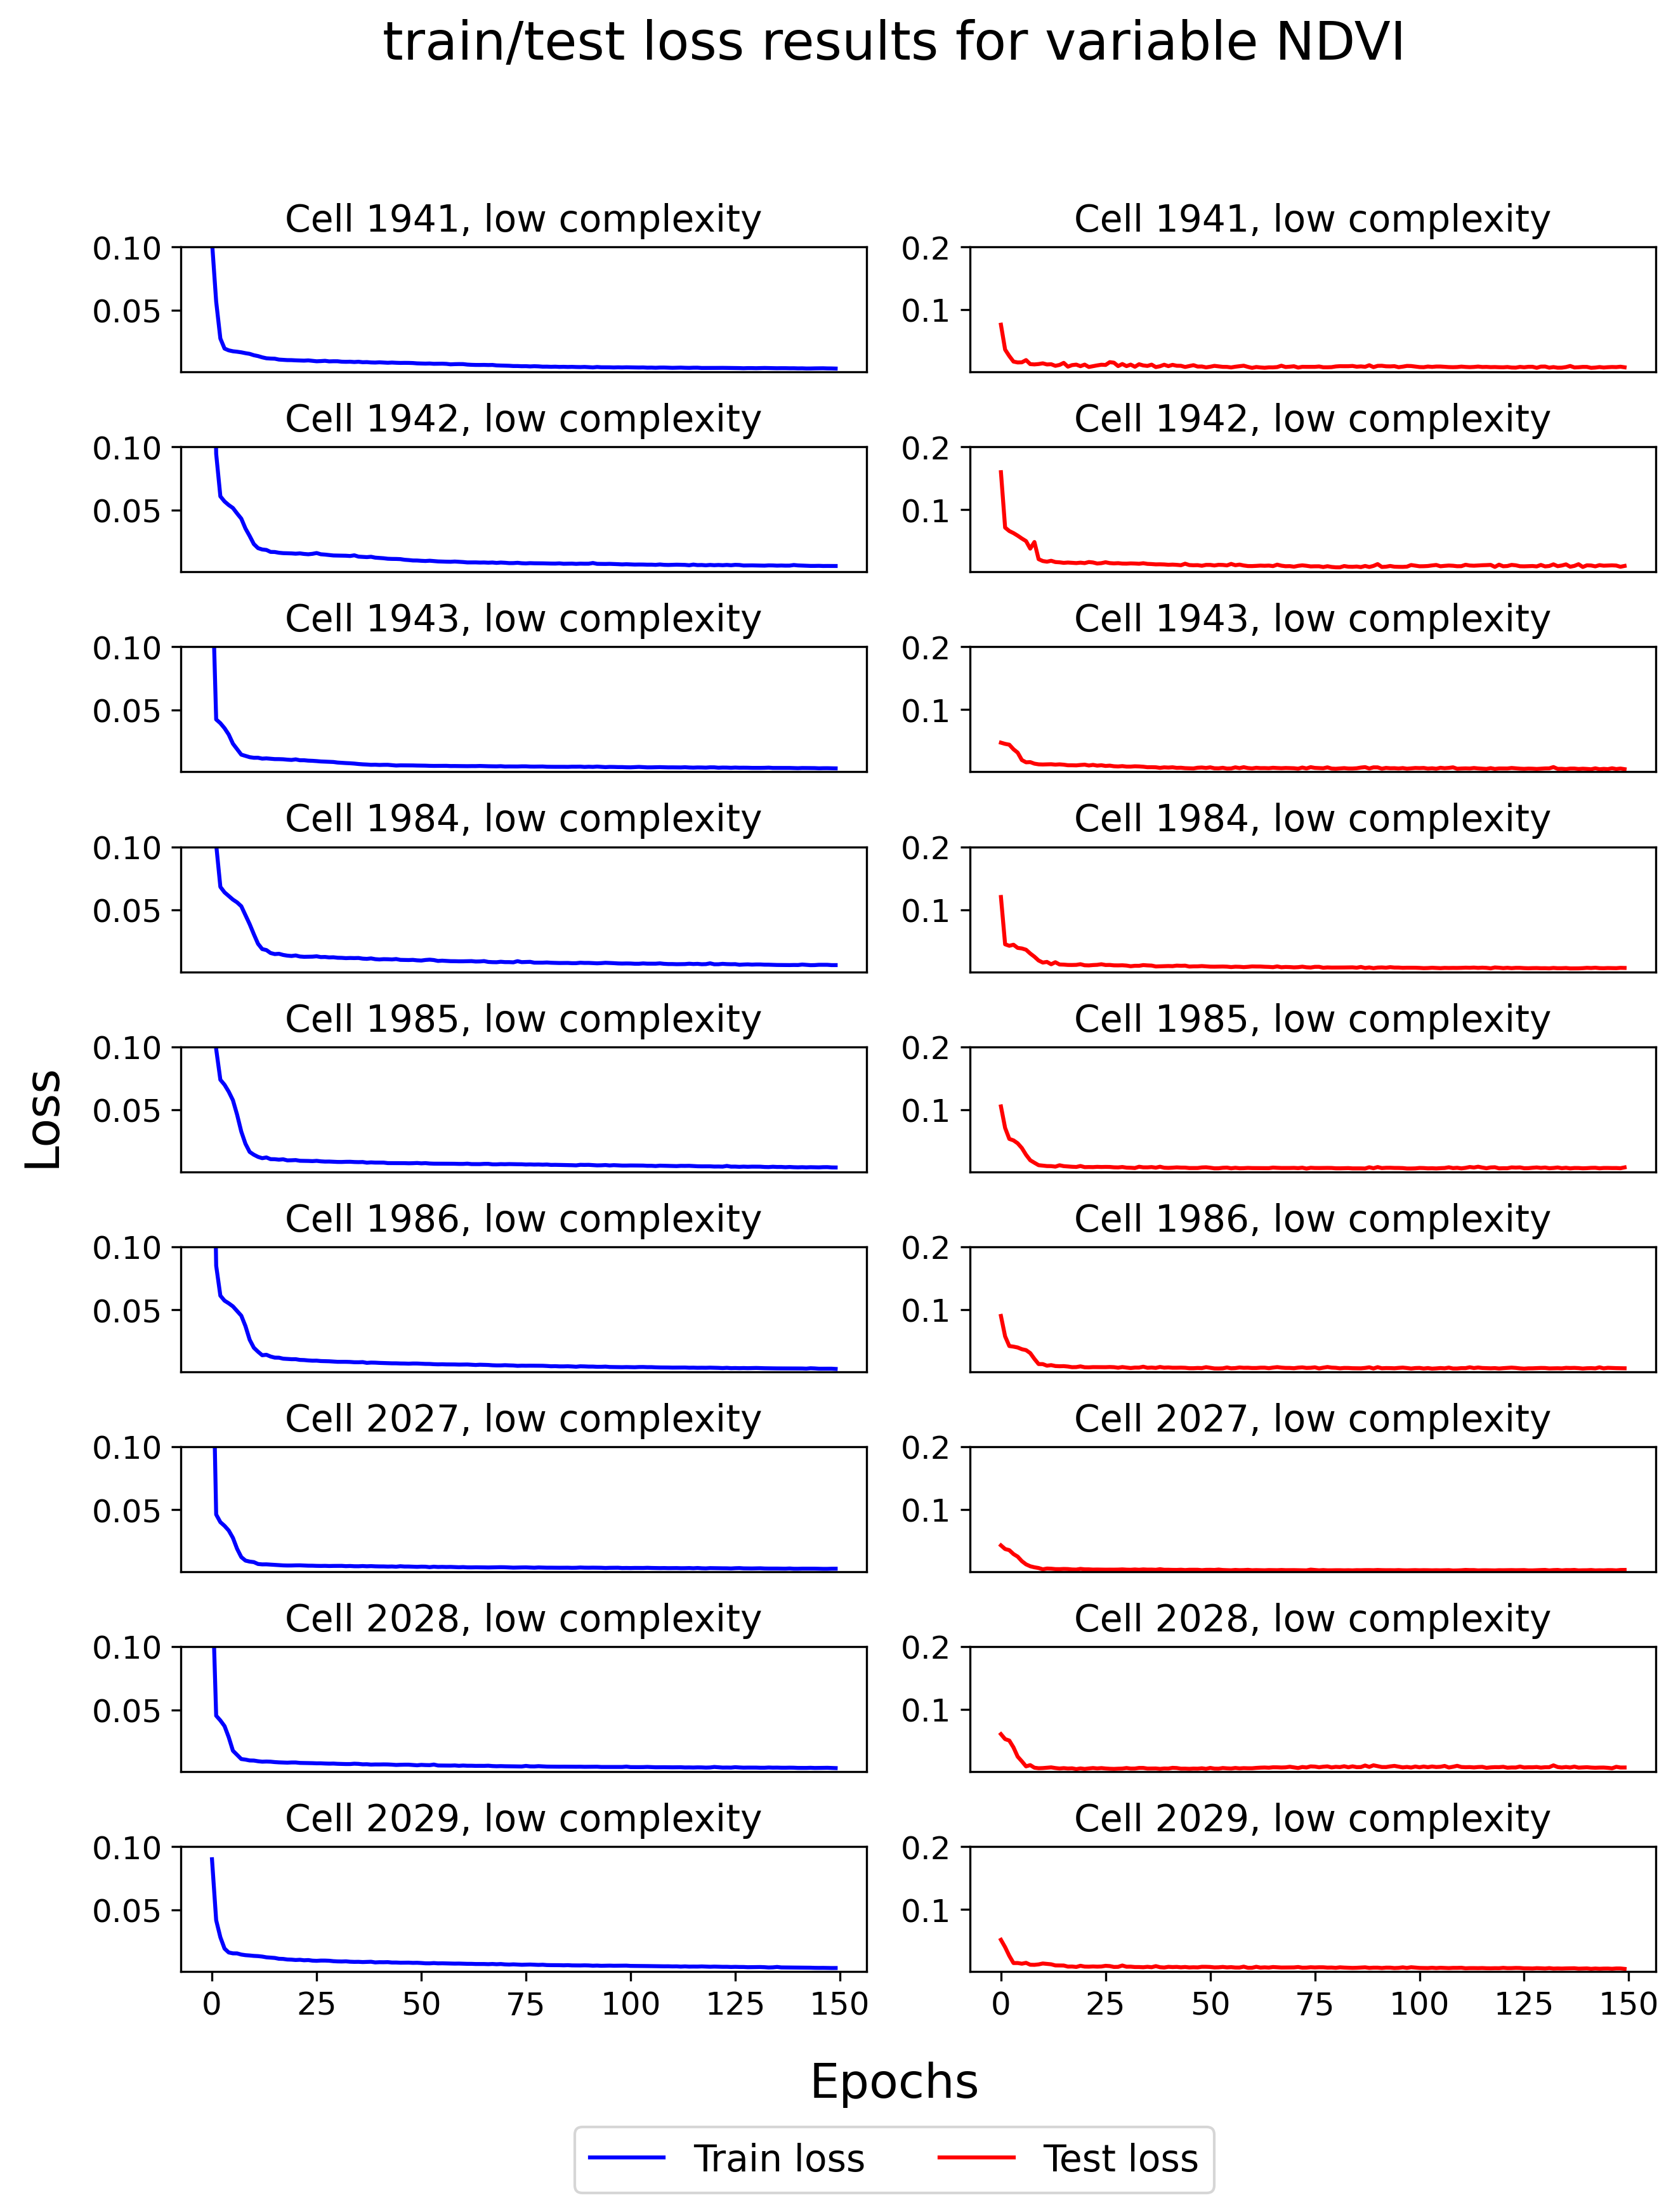 train/test loss results for variable NDVI
Cell 1941, low complexity
0.10
0.05
Cell 1941, low complexity
0.2
0.1
Cell 1942, low complexity
0.10
0.05
Cell 1942, low complexity
0.2
0.1
Cell 1943, low complexity
0.10
0.05
Cell 1943, low complexity
0.2
0.1
Cell 1984, low complexity
0.10
0.05
Cell 1984, low complexity
0.2
0.1
Cell 1985, low complexity
0.10
0.05
Cell 1985, low complexity
0.2
0.1
Loss
Cell 1986, low complexity
0.10
0.05
Cell 1986, low complexity
0.2
0.1
Cell 2027, low complexity
0.10
0.05
Cell 2027, low complexity
0.2
0.1
Cell 2028, low complexity
0.10
0.05
Cell 2028, low complexity
0.2
0.1
Cell 2029, low complexity
0.10
0.05
0 25 50 75 100 125 150
Cell 2029, low complexity
0.2
0.1
0 25 50 75 100 125 150
Epochs
Train loss Test loss